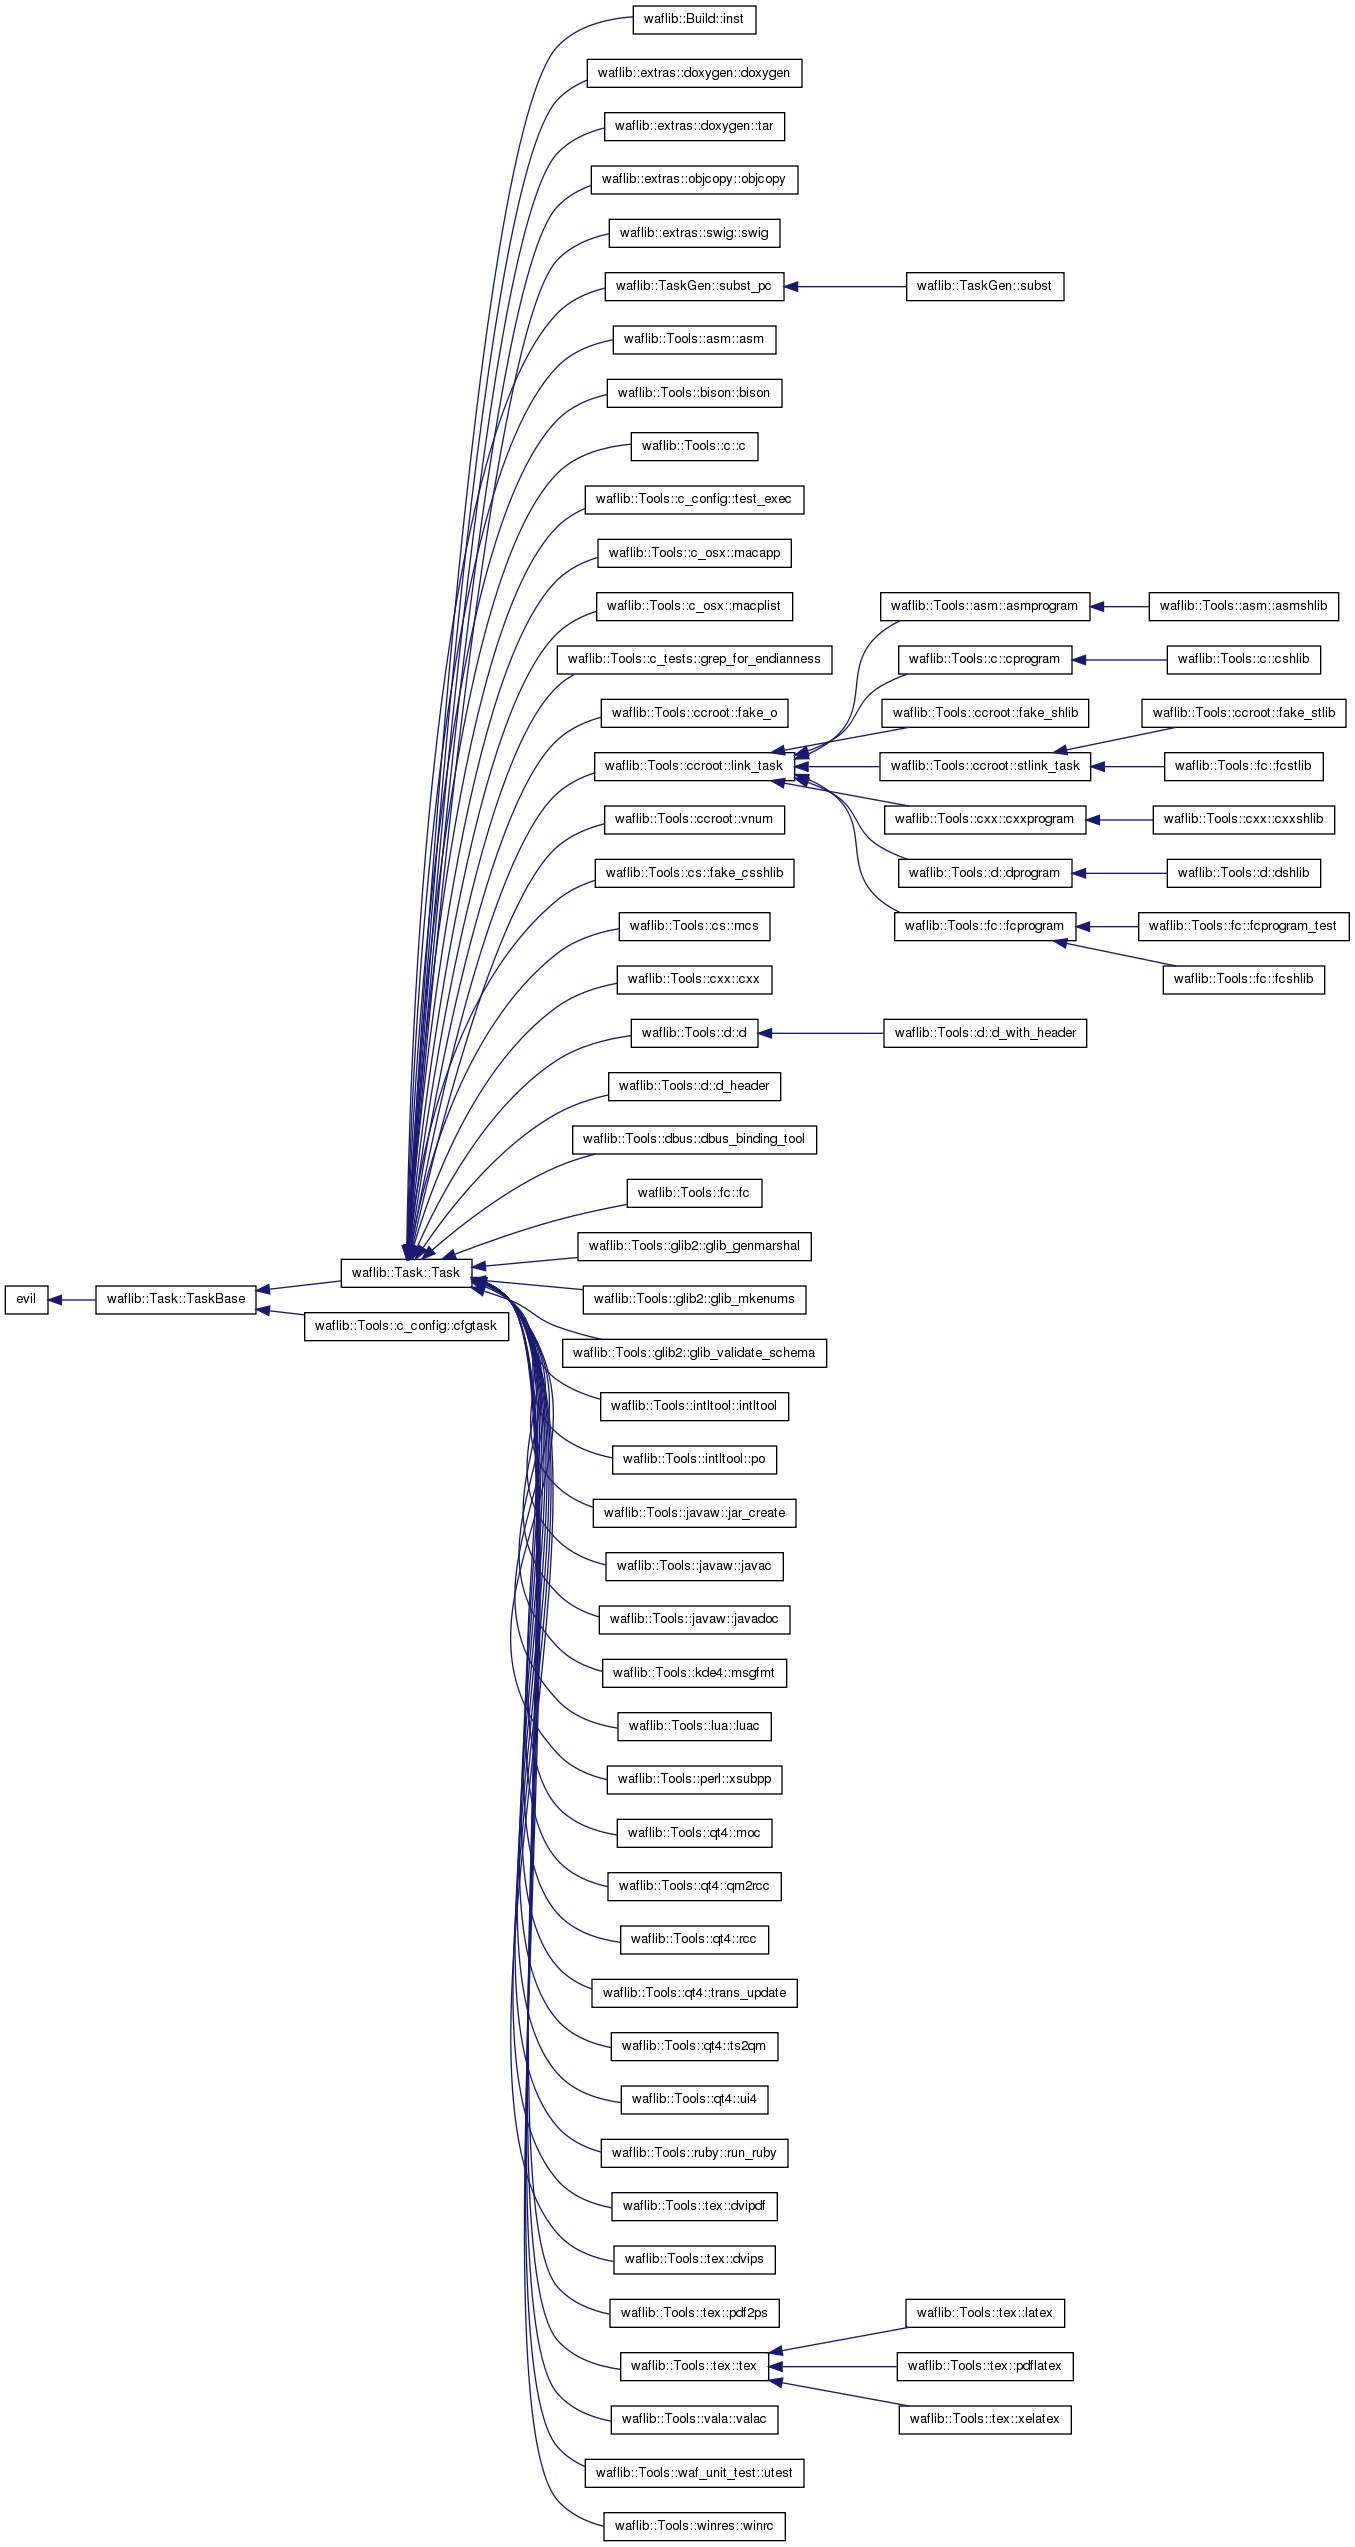 waflib::Build::inst
waflib::extras::doxygen::doxygen
waflib::extras::doxygen::tar
waflib::extras::objcopy::objcopy
waflib::extras::swig::swig
waflib::TaskGen::subst_pc
waflib::TaskGen::subst
waflib::Tools::asm::asm
waflib::Tools::bison::bison
waflib::Tools::c::c
waflib::Tools::c_config::test_exec
waflib::Tools::c_osx::macapp
waflib::Tools::c_osx::macplist
waflib::Tools::asm::asmprogram
waflib::Tools::asm::asmshlib
waflib::Tools::c_tests::grep_for_endianness
waflib::Tools::c::cprogram
waflib::Tools::c::cshlib
waflib::Tools::ccroot::fake_o
waflib::Tools::ccroot::fake_shlib
waflib::Tools::ccroot::fake_stlib
waflib::Tools::ccroot::link_task
waflib::Tools::ccroot::stlink_task
waflib::Tools::fc::fcstlib
waflib::Tools::ccroot::vnum
waflib::Tools::cxx::cxxprogram
waflib::Tools::cxx::cxxshlib
waflib::Tools::cs::fake_csshlib
waflib::Tools::d::dprogram
waflib::Tools::d::dshlib
waflib::Tools::cs::mcs
waflib::Tools::fc::fcprogram
waflib::Tools::fc::fcprogram_test
waflib::Tools::cxx::cxx
waflib::Tools::fc::fcshlib
waflib::Tools::d::d
waflib::Tools::d::d_with_header
waflib::Tools::d::d_header
waflib::Tools::dbus::dbus_binding_tool
waflib::Tools::fc::fc
waflib::Tools::glib2::glib_genmarshal
waflib::Task::Task
evil
waflib::Task::TaskBase
waflib::Tools::glib2::glib_mkenums
waflib::Tools::c_config::cfgtask
waflib::Tools::glib2::glib_validate_schema
waflib::Tools::intltool::intltool
waflib::Tools::intltool::po
waflib::Tools::javaw::jar_create
waflib::Tools::javaw::javac
waflib::Tools::javaw::javadoc
waflib::Tools::kde4::msgfmt
waflib::Tools::lua::luac
waflib::Tools::perl::xsubpp
waflib::Tools::qt4::moc
waflib::Tools::qt4::qm2rcc
waflib::Tools::qt4::rcc
waflib::Tools::qt4::trans_update
waflib::Tools::qt4::ts2qm
waflib::Tools::qt4::ui4
waflib::Tools::ruby::run_ruby
waflib::Tools::tex::dvipdf
waflib::Tools::tex::dvips
waflib::Tools::tex::pdf2ps
waflib::Tools::tex::latex
waflib::Tools::tex::tex
waflib::Tools::tex::pdflatex
waflib::Tools::vala::valac
waflib::Tools::tex::xelatex
waflib::Tools::waf_unit_test::utest
waflib::Tools::winres::winrc